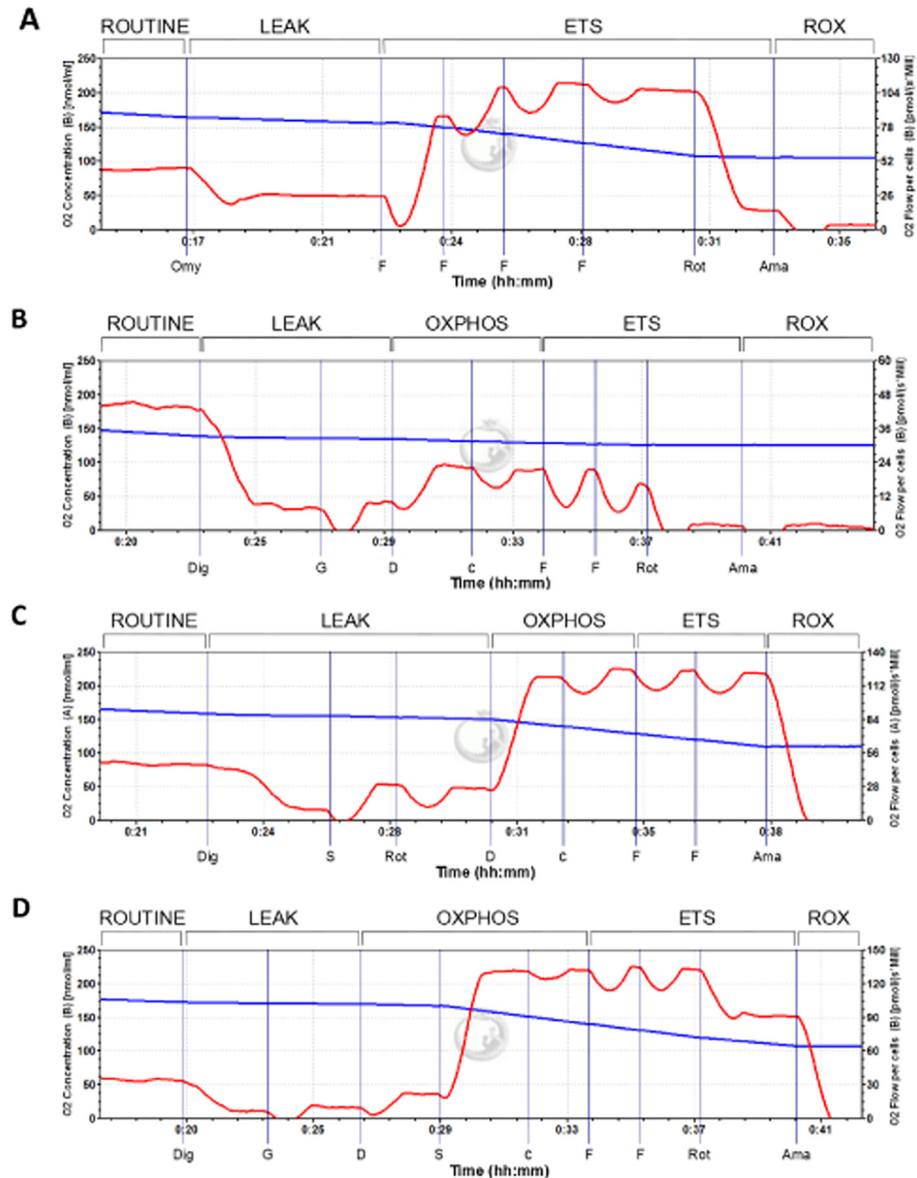 A
ROUTINE LEAK ETS ROX
O2 Concentration (B) [nmol/ml]
250 200 150 100 50 0
130 104 78 52 26 0
O2 Flow per cells (B) [pmol/(s*Mill)]
0:17 0:21 0:24 0:28 0:31 0:35
Omy F F F F Rot Ama
Time (hh:mm)
B
ROUTINE LEAK OXPHOS ETS ROX
O2 Concentration (B) [nmol/ml]
250 200 150 100 50 0
60 48 36 24 12 0
O2 Flow per cells (B) [pmol/(s*Mill)]
0:20 0:25 0:29 0:33 0:37 0:41
Dig G D c F F Rot Ama
Time (hh:mm)
C
ROUTINE LEAK OXPHOS ETS ROX
O2 Concentration (A) [nmol/ml]
250 200 150 100 50 0
140 112 84 56 28 0
O2 Flow per cells (A) [pmol/(s*Mill)]
0:21 0:24 0:28 0:31 0:35 0:38
Dig S Rot D c F F Ama
Time (hh:mm)
D
ROUTINE LEAK OXPHOS ETS ROX
O2 Concentration (B) [nmol/ml]
250 200 150 100 50 0
150 120 90 60 30 0
O2 Flow per cells (B) [pmol/(s*Mill)]
0:20 0:25 0:29 0:33 0:37 0:41
Dig G D S c F F Rot Ama
Time (hh:mm)